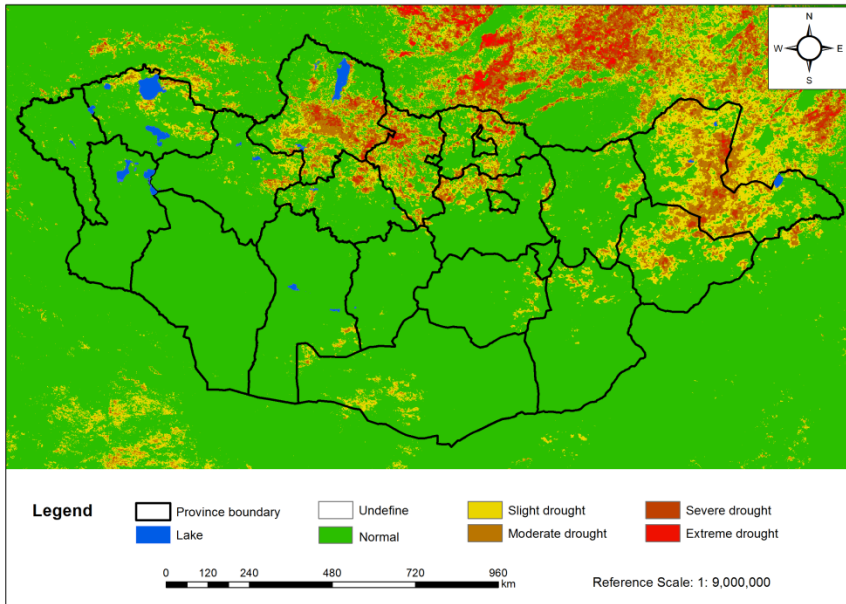 N
W E
S
Legend
Province boundary
Lake
Undefine
Normal
Slight drought
Moderate drought
Severe drought
Extreme drought
0 120 240 480 720 960
km
Reference Scale: 1: 9,000,000